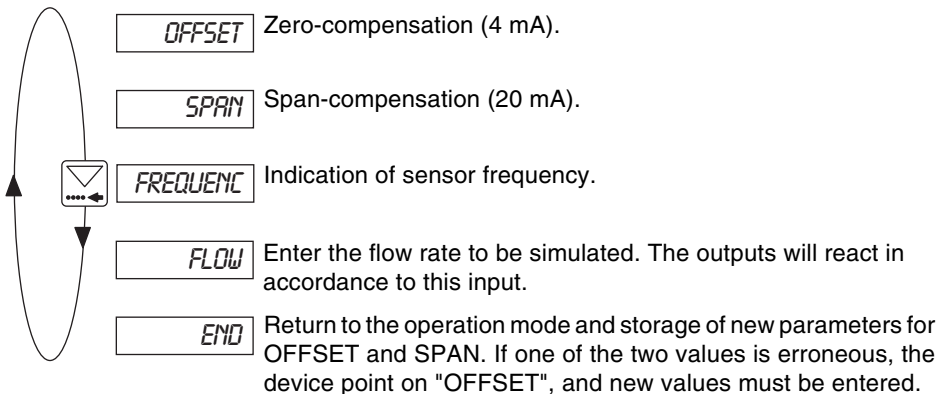 OFFSET Zero-compensation (4 mA).
SPAN Span-compensation (20 mA).
FREQUENC Indication of sensor frequency.
FLOW Enter the flow rate to be simulated. The outputs will react in
accordance to this input.
END Return to the operation mode and storage of new parameters for
OFFSET and SPAN. If one of the two values is erroneous, the
device point on "OFFSET", and new values must be entered.